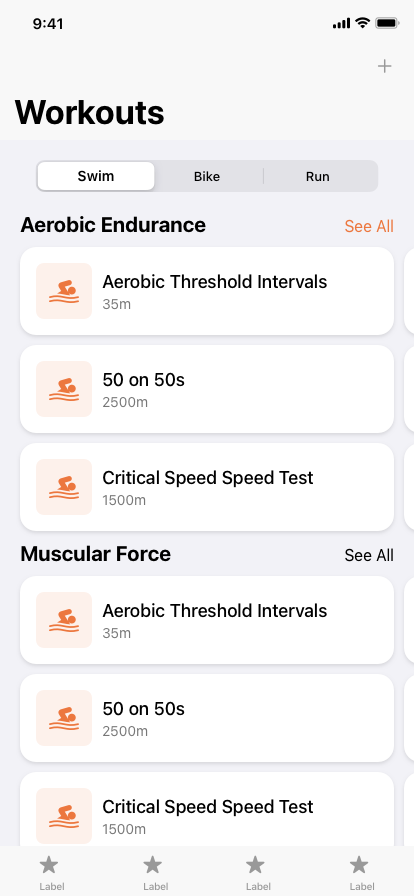 9:41
Workouts
Swim Bike Run
Aerobic Endurance See All
Aerobic Threshold Intervals
35m
50 on 50s
2500m
Critical Speed Speed Test
1500m
Muscular Force See All
Aerobic Threshold Intervals
35m
50 on 50s
2500m
Critical Speed Speed Test
1500m
Label Label Label Label